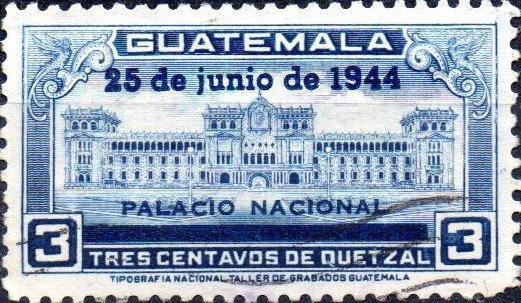 GUATEMALA
25 de junio de 1944
PALACIO NACIONAL
3 3
TRES CENTAVOS DE QUETZAL
TIPOGRAFIA NACIONAL TALLER DE GRABADOS GUATEMALA